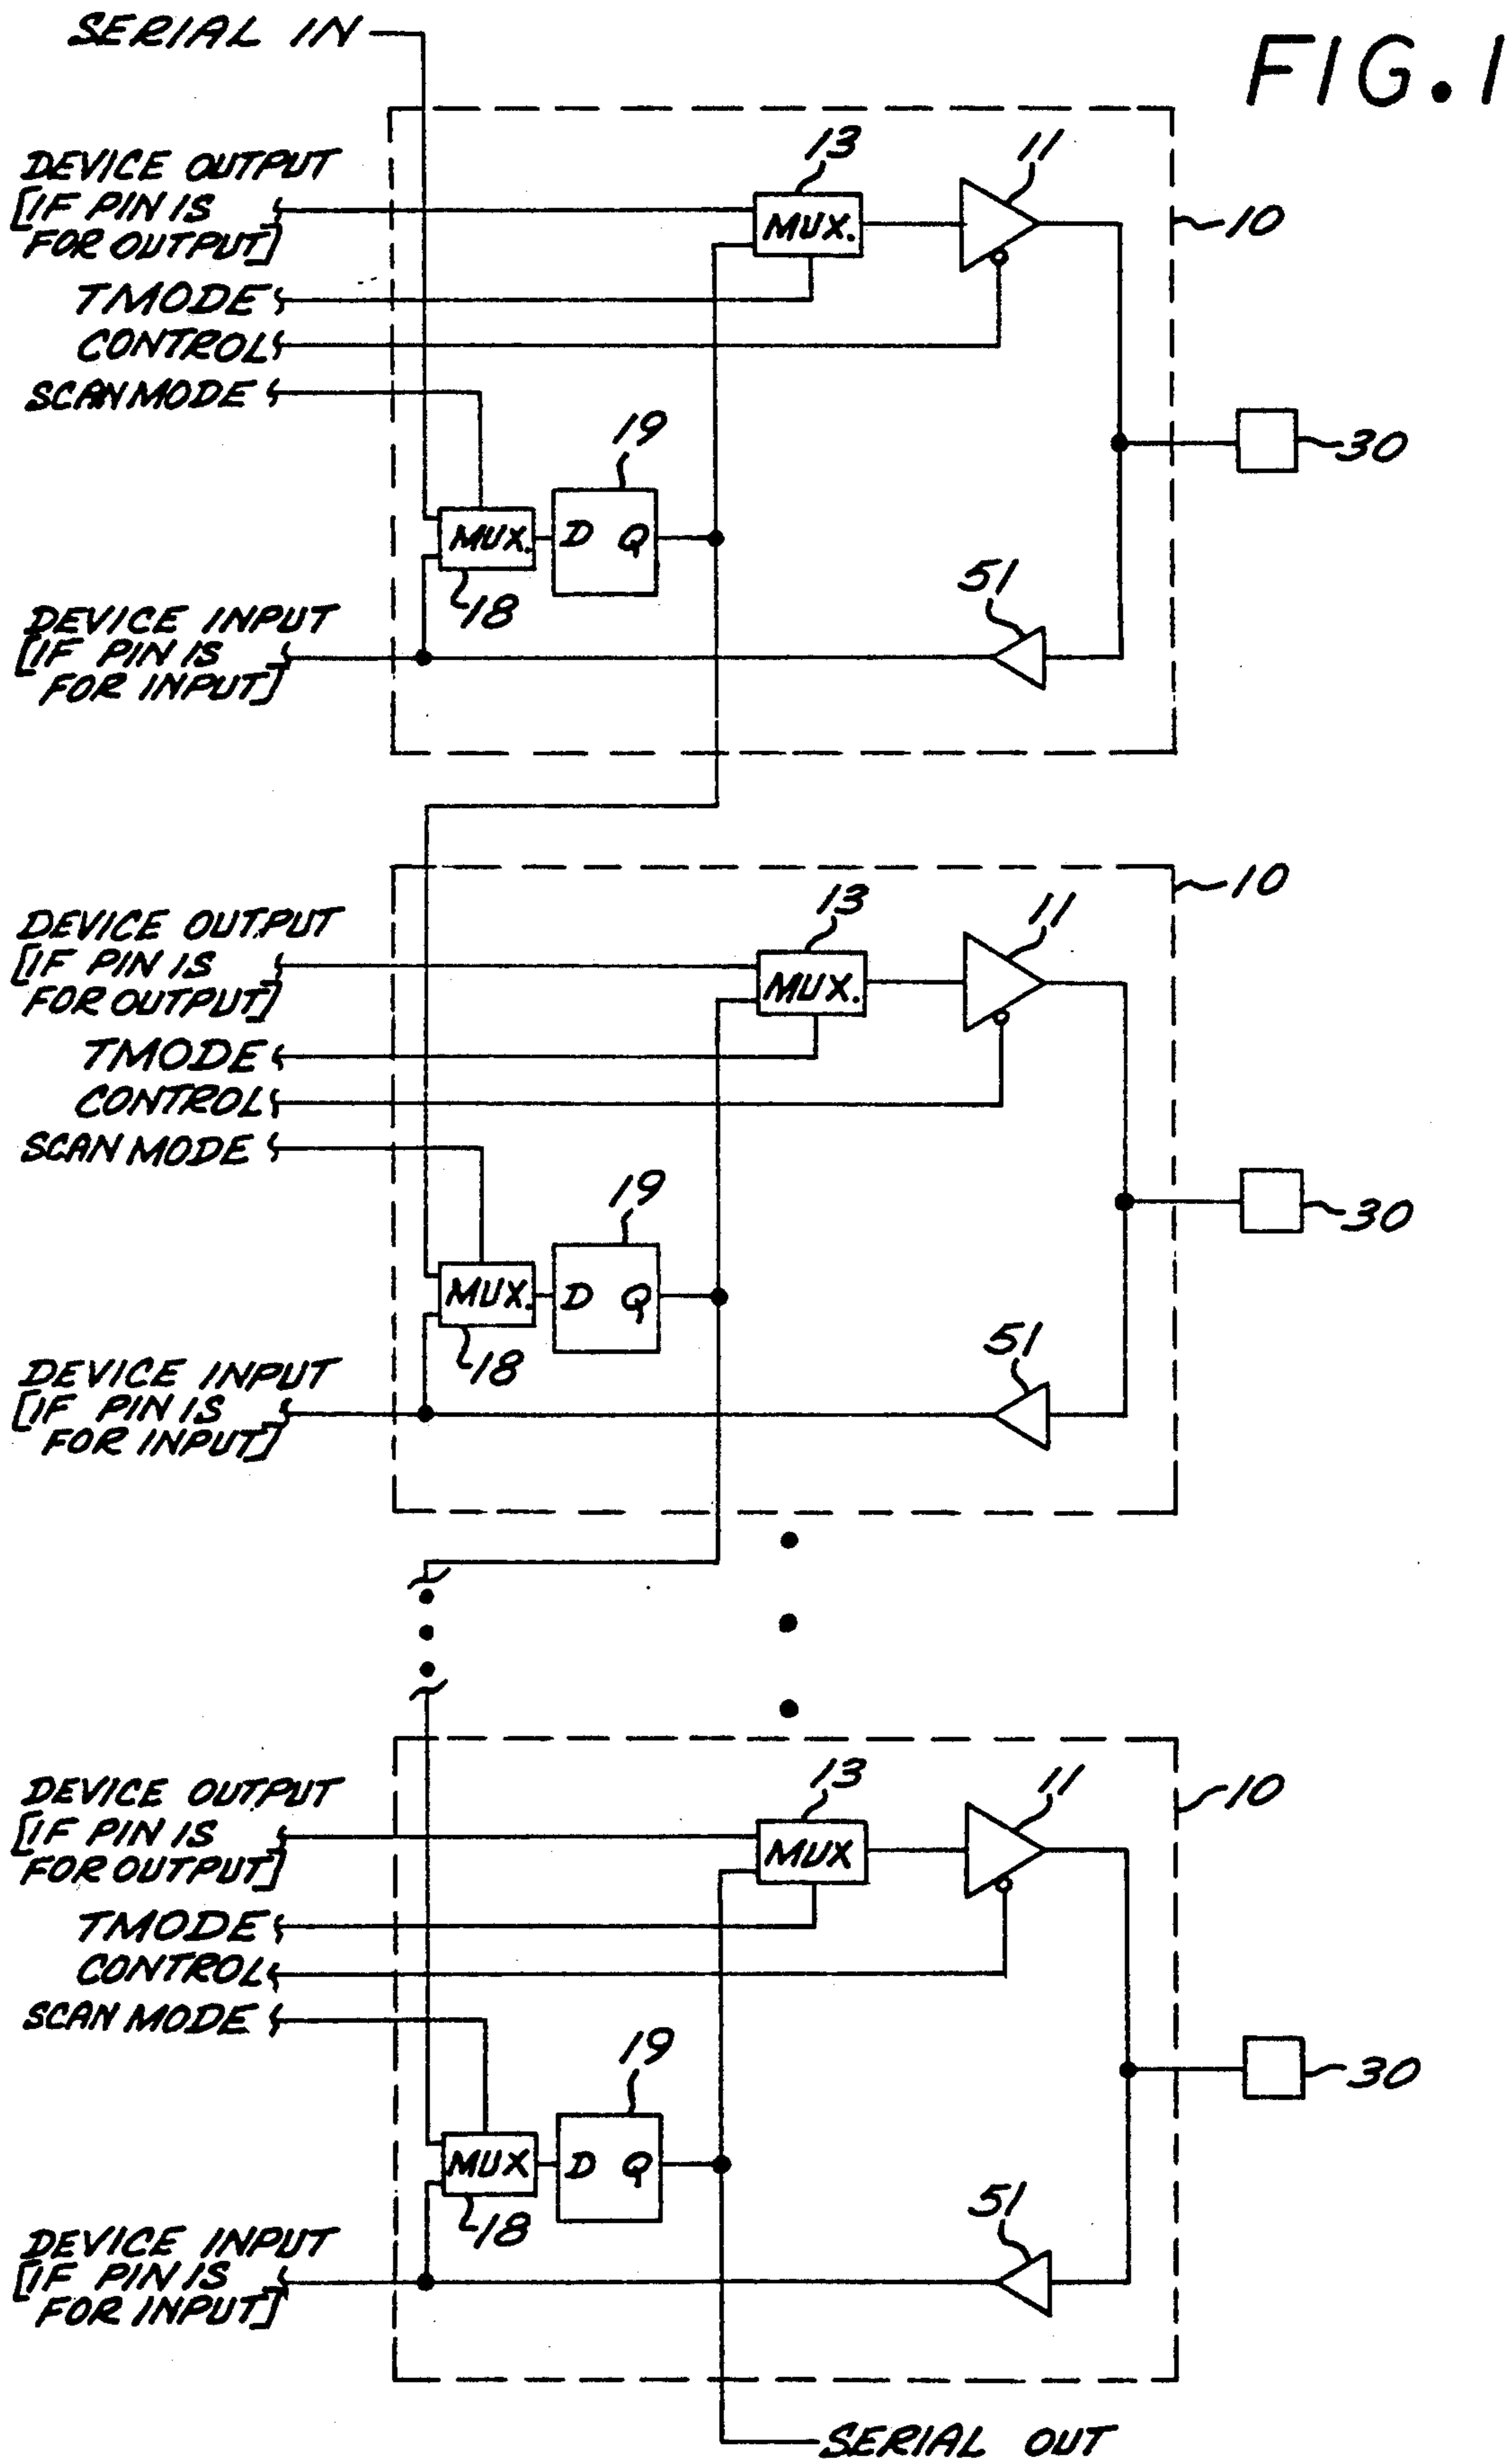 SERIAL IN
FIG. 1
13
11
DEVICE OUTPUT
[IF PIN IS
FOR OUTPUT]
MUX.
10
TMODE
CONTROL
SCAN MODE
19
30
MUX.
D Q
18
51
DEVICE INPUT
[IF PIN IS
FOR INPUT]
10
13
11
DEVICE OUTPUT
[IF PIN IS
FOR OUTPUT]
MUX.
TMODE
CONTROL
SCAN MODE
19
30
MUX.
D Q
18
51
DEVICE INPUT
[IF PIN IS
FOR INPUT]
13
11
10
DEVICE OUTPUT
[IF PIN IS
FOR OUTPUT]
MUX
TMODE
CONTROL
SCAN MODE
19
30
MUX
D Q
18
51
DEVICE INPUT
[IF PIN IS
FOR INPUT]
SERIAL OUT